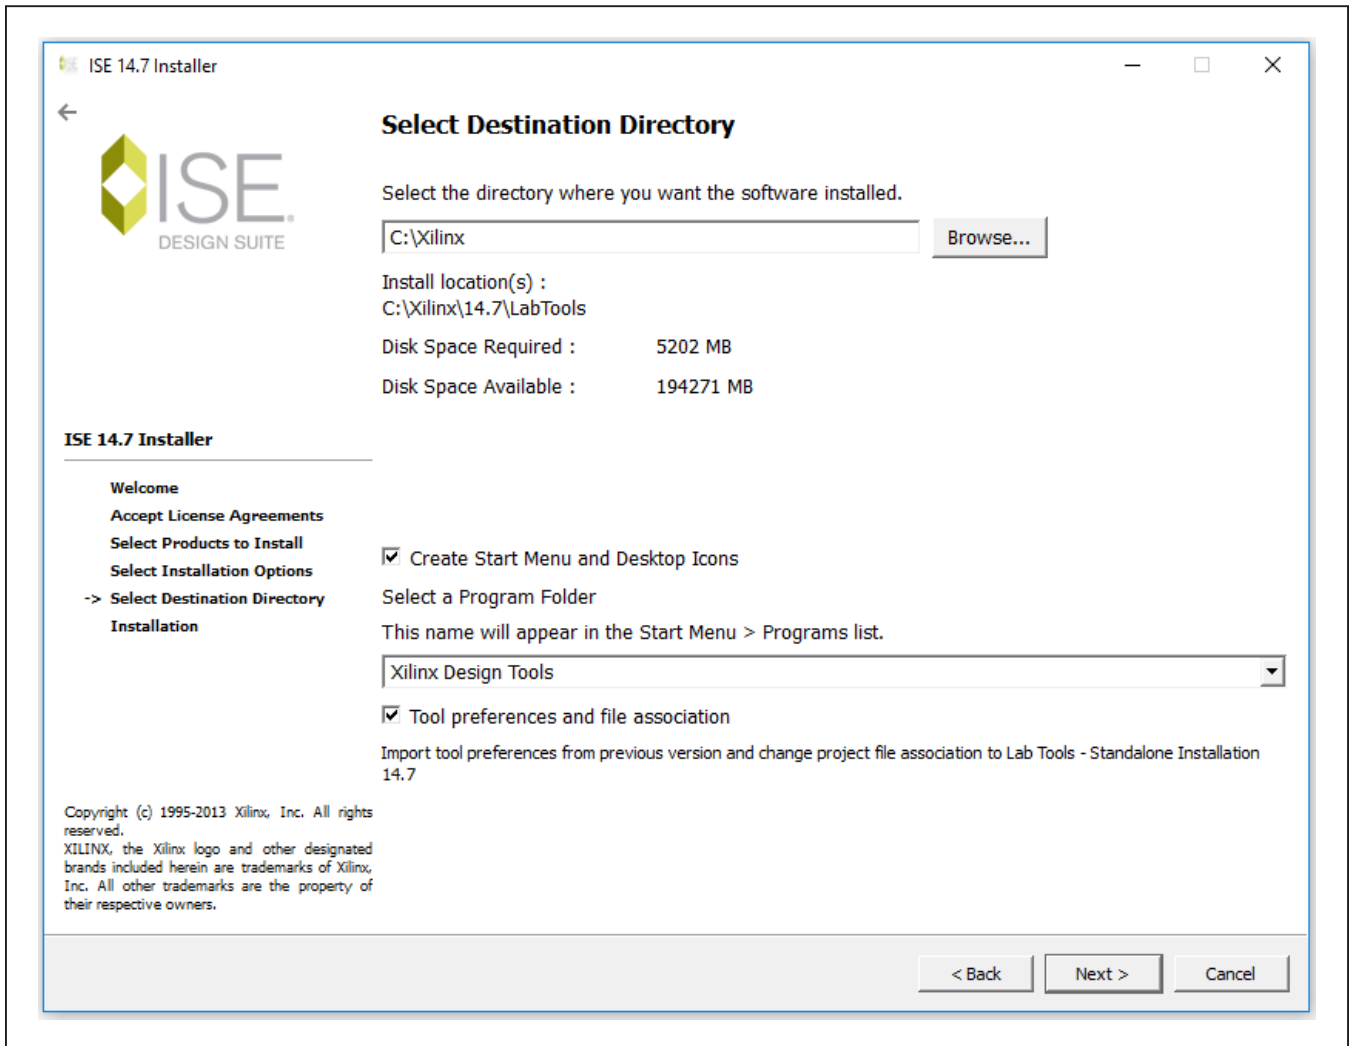 ISE 14.7 Installer
ISE.
DESIGN SUITE
Select Destination Directory
Select the directory where you want the software installed.
C:\Xilinx
Browse...
Install location(s) :
C:\Xilinx\14.7\LabTools
Disk Space Required : 5202 MB
Disk Space Available : 194271 MB
ISE 14.7 Installer
Welcome
Accept License Agreements
Select Products to Install
Select Installation Options
-> Select Destination Directory
Installation
Create Start Menu and Desktop Icons
Select a Program Folder
This name will appear in the Start Menu > Programs list.
Xilinx Design Tools
Tool preferences and file association
Import tool preferences from previous version and change project file association to Lab Tools - Standalone Installation
14.7
Copyright (c) 1995-2013 Xilinx, Inc. All rights
reserved.
XILINX, the Xilinx logo and other designated
brands included herein are trademarks of Xilinx,
Inc. All other trademarks are the property of
their respective owners.
< Back
Next >
Cancel